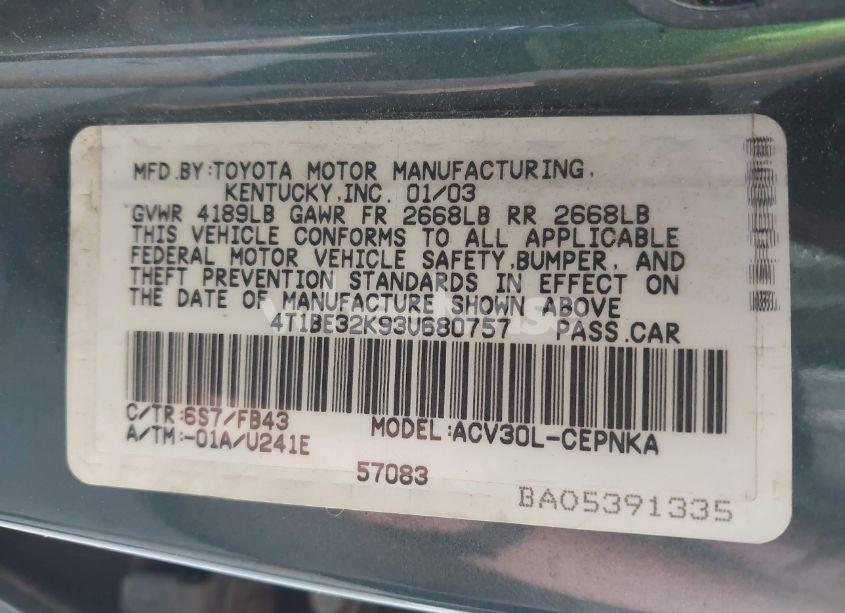 MFD.BY:TOYOTA MOTOR MANUFACTURING,
KENTUCKY,INC. 01/03
GVWR 4189LB GAWR FR 2668LB RR 2668LB
THIS VEHICLE CONFORMS TO ALL APPLICABLE
FEDERAL MOTOR VEHICLE SAFETY,BUMPER, AND
THEFT PREVENTION STANDARDS IN EFFECT ON
THE DATE OF MANUFACTURE SHOWN ABOVE
4T1BE32K93U680757 PASS.CAR
C/TR:6S7/FB43 MODEL:ACV30L-CEPNKA
A/TM:-01A/U241E
57083
BA05391335